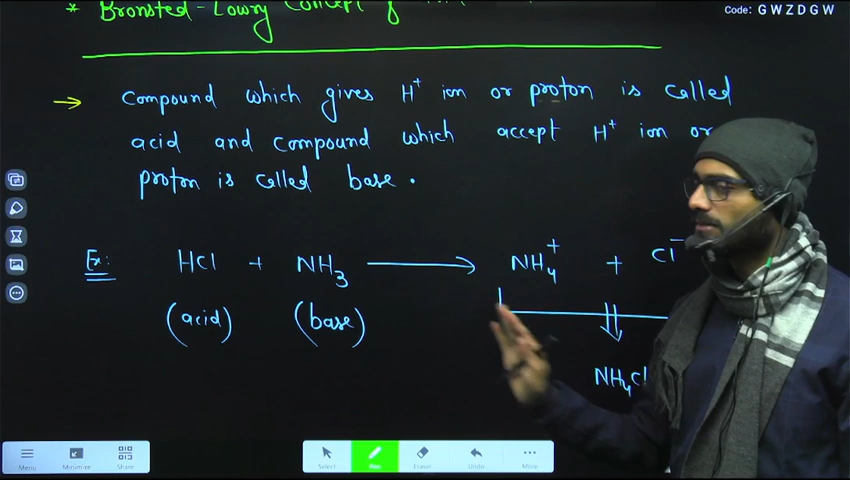 Code: G W Z D G W
* Bronsted-Lowry Concept of
→ Compound which gives H⁺ ion or proton is called
acid and compound which accept H⁺ ion or
proton is called base.
Ex: HCl + NH₃ → NH₄⁺ + Cl⁻
(acid) (base)
NH₄Cl
Menu Minimize Share Select Pen Eraser Undo More